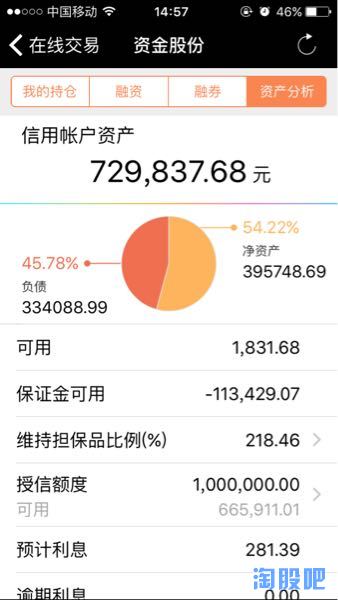 中国移动 14:57 46%
在线交易 资金股份
我的持仓 融资 融券 资产分析
信用帐户资产
729,837.68 元
54.22%
净资产
395748.69
45.78%
负债
334088.99
可用 1,831.68
保证金可用 -113,429.07
维持担保品比例(%) 218.46
授信额度 1,000,000.00
可用 665,911.01
预计利息 281.39
逾期利息 0.00
淘股吧